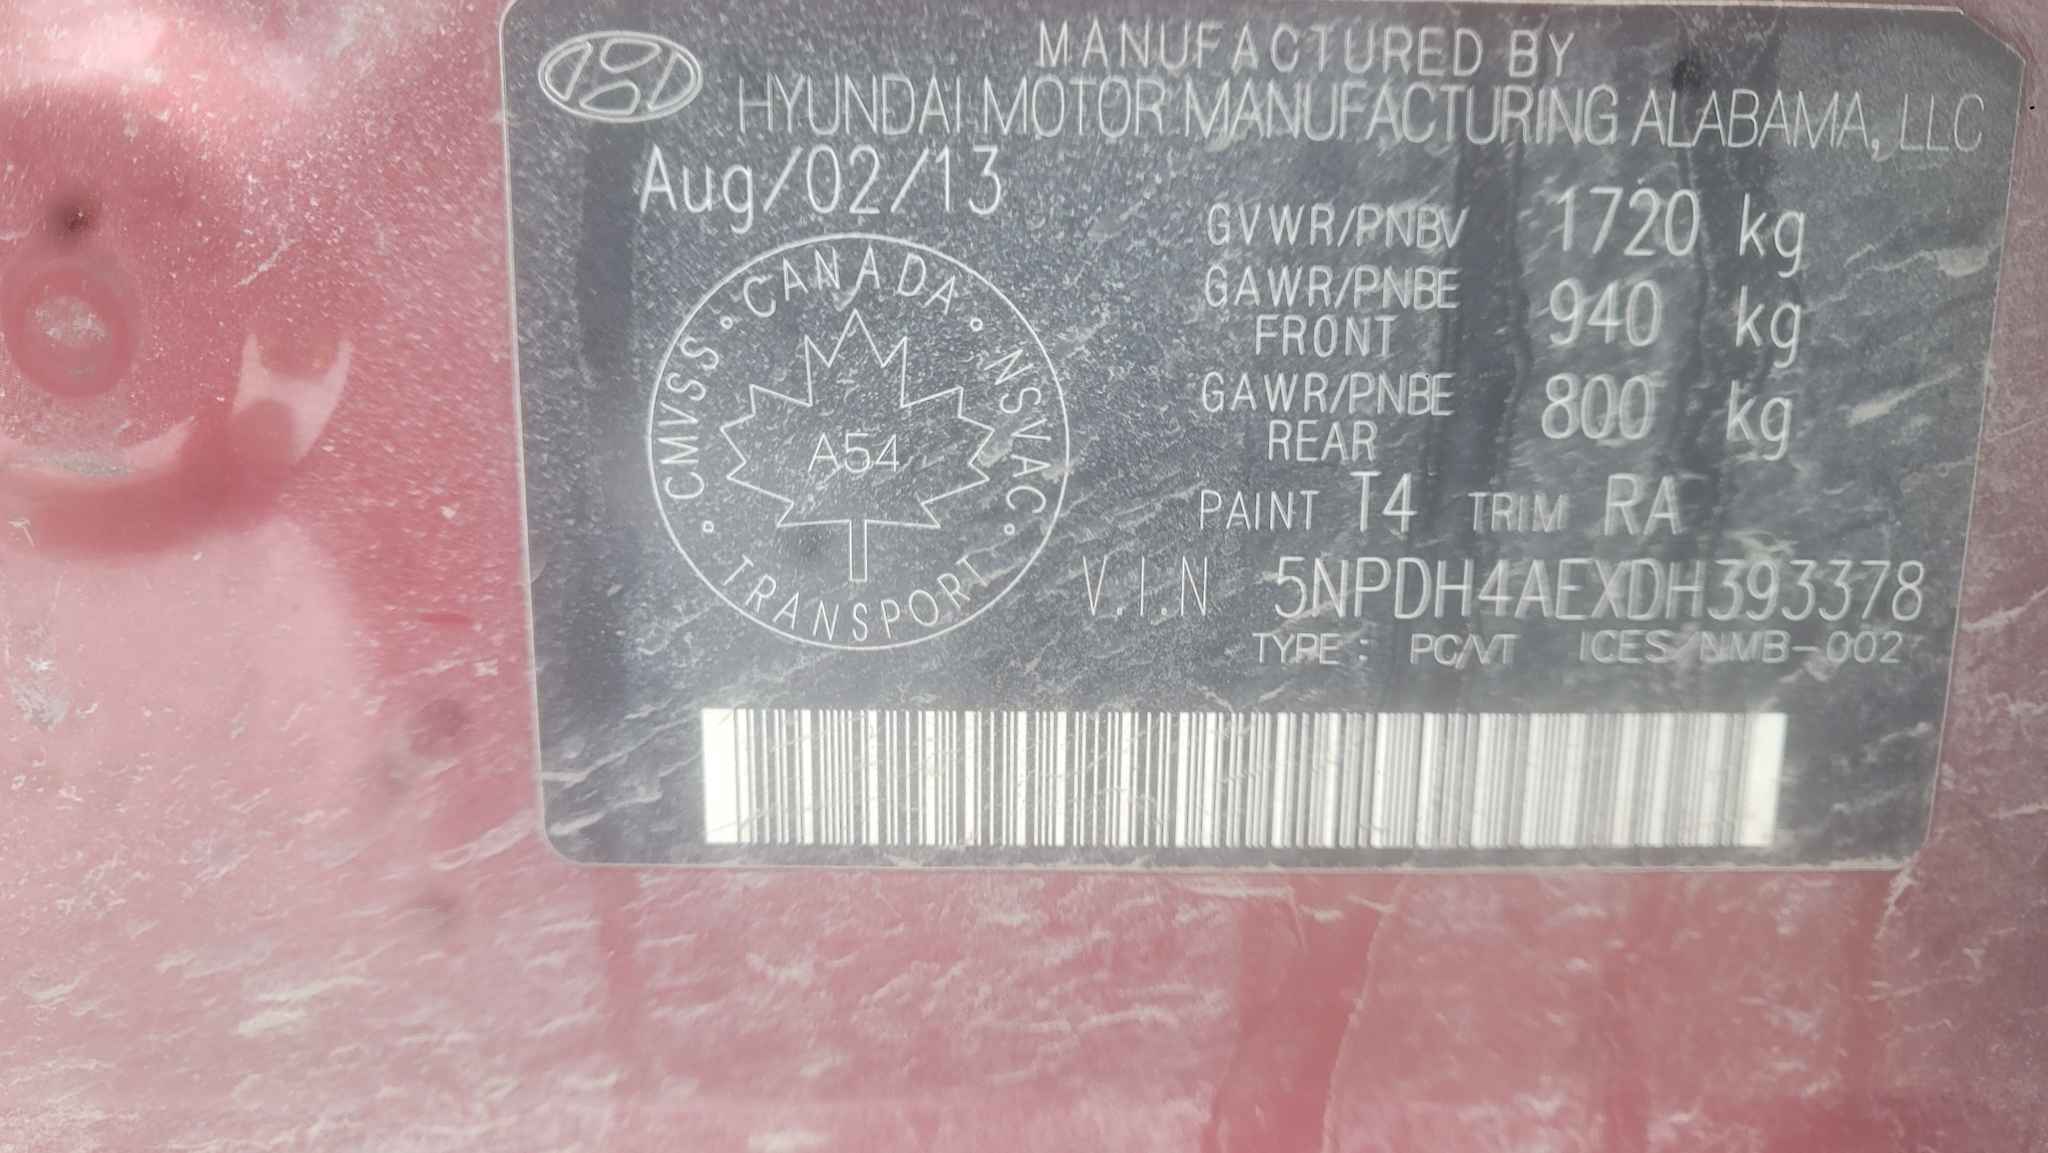 MANUFACTURED BY
HYUNDAI MOTOR MANUFACTURING ALABAMA, LLC
Aug/02/13
GVWR/PNBV 1720 kg
GAWR/PNBE FRONT 940 kg
GAWR/PNBE REAR 800 kg
PAINT T4 TRIM RA
V.I.N 5NPDH4AEXDH393378
TYPE : PC/VT ICES/NMB-002
CMVSS CANADA NSVAC
A54
TRANSPORT